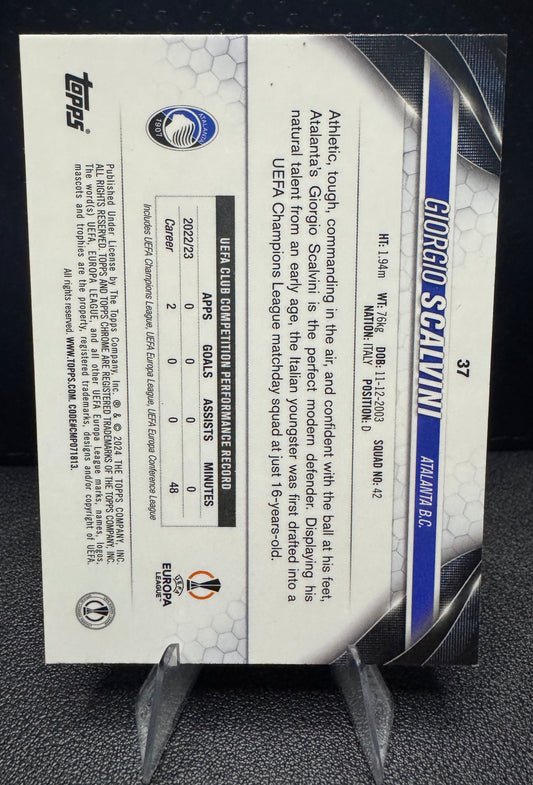 37
GIORGIO SCALVINI
ATALANTA B.C.
HT: 1.94m WT: 76kg DOB: 11-12-2003 SQUAD NO: 42
NATION: ITALY POSITION: D
Athletic, tough, commanding in the air, and confident with the ball at his feet,
Atalanta's Giorgio Scalvini is the perfect modern defender. Displaying his
natural talent from an early age, the Italian youngster was first drafted into a
UEFA Champions League matchday squad at just 16-years-old.
UEFA CLUB COMPETITION PERFORMANCE RECORD
APPS GOALS ASSISTS MINUTES
2022/23 0 0 0 0
Career 2 0 0 48
Includes UEFA Champions League, UEFA Europa League, UEFA Europa Conference League
ATALANTA
1907
UEFA
EUROPA
LEAGUE™
topps®
Published Under License by The Topps Company, Inc. ® & © 2024 THE TOPPS COMPANY, INC.
ALL RIGHTS RESERVED. TOPPS AND TOPPS CHROME ARE REGISTERED TRADEMARKS OF THE TOPPS COMPANY, INC.
The word(s) UEFA, EUROPA LEAGUE, and all other UEFA Europa League marks, names, logos,
mascots and trophies are the property, registered trademarks, designs and/or copyright of UEFA.
All rights reserved. WWW.TOPPS.COM. CODE#CMP071813.